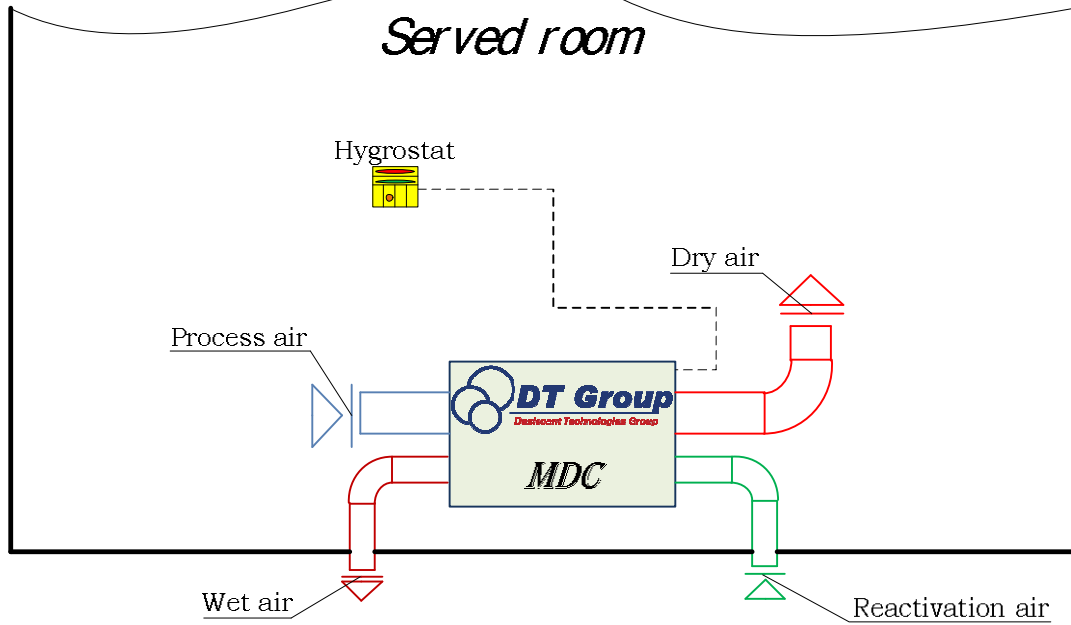 Served room
Hygrostat
Dry air
Process air
DT Group
Desiccant Technologies Group
MDC
Wet air
Reactivation air